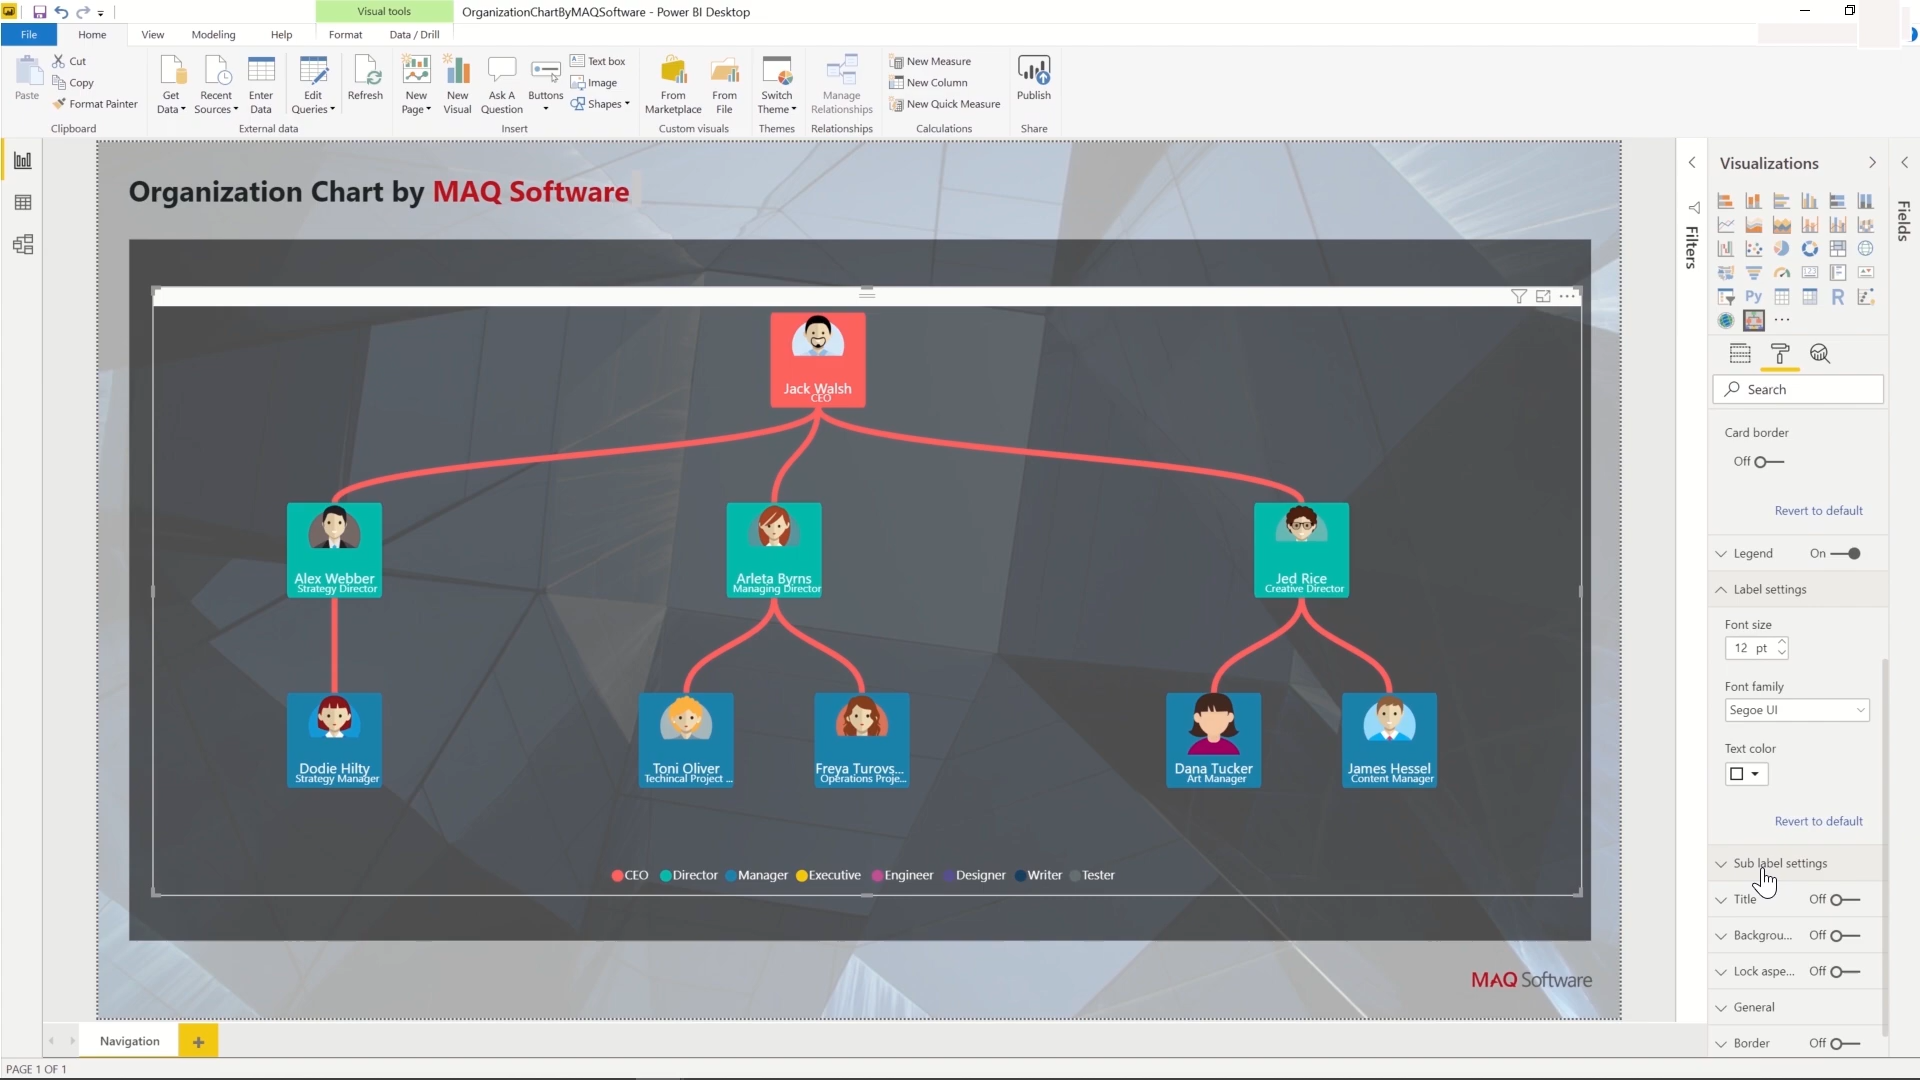 Visual tools
OrganizationChartByMAQSoftware - Power BI Desktop
File
Home
View
Modeling
Help
Format
Data / Drill
Paste
Cut
Copy
Format Painter
Clipboard
Get Data
Recent Sources
Enter Data
Edit Queries
Refresh
External data
New Page
New Visual
Ask A Question
Buttons
Text box
Image
Shapes
Insert
From Marketplace
From File
Custom visuals
Switch Theme
Themes
Manage Relationships
Relationships
New Measure
New Column
New Quick Measure
Calculations
Publish
Share
Organization Chart by MAQ Software
Jack Walsh
CEO
Alex Webber
Strategy Director
Arleta Byrns
Managing Director
Jed Rice
Creative Director
Dodie Hilty
Strategy Manager
Toni Oliver
Techincal Project ...
Freya Turovs...
Operations Proje...
Dana Tucker
Art Manager
James Hessel
Content Manager
CEO Director Manager Executive Engineer Designer Writer Tester
MAQ Software
Filters
Visualizations
Fields
Py
R
Search
Card border
Off
Revert to default
Legend On
Label settings
Font size
12 pt
Font family
Segoe UI
Text color
Revert to default
Sub label settings
Title Off
Backgrou... Off
Lock aspe... Off
General
Border Off
Navigation
PAGE 1 OF 1